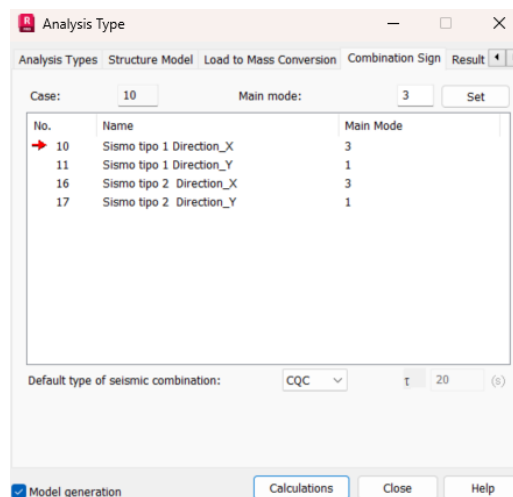 Analysis Type
Analysis Types Structure Model Load to Mass Conversion Combination Sign Result
Case: 10 Main mode: 3 Set
No. Name Main Mode
10 Sismo tipo 1 Direction_X 3
11 Sismo tipo 1 Direction_Y 1
16 Sismo tipo 2 Direction_X 3
17 Sismo tipo 2 Direction_Y 1
Default type of seismic combination: CQC τ 20 (s)
Model generation Calculations Close Help